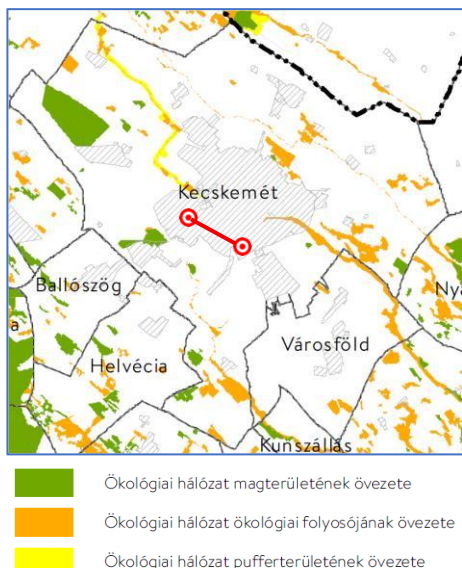 Kecskemét
Ballószög
Városföld
Helvécia
Kunszállás
Ökológiai hálózat magterületének övezete
Ökológiai hálózat ökológiai folyosójának övezete
Ökológiai hálózat pufferterületének övezete